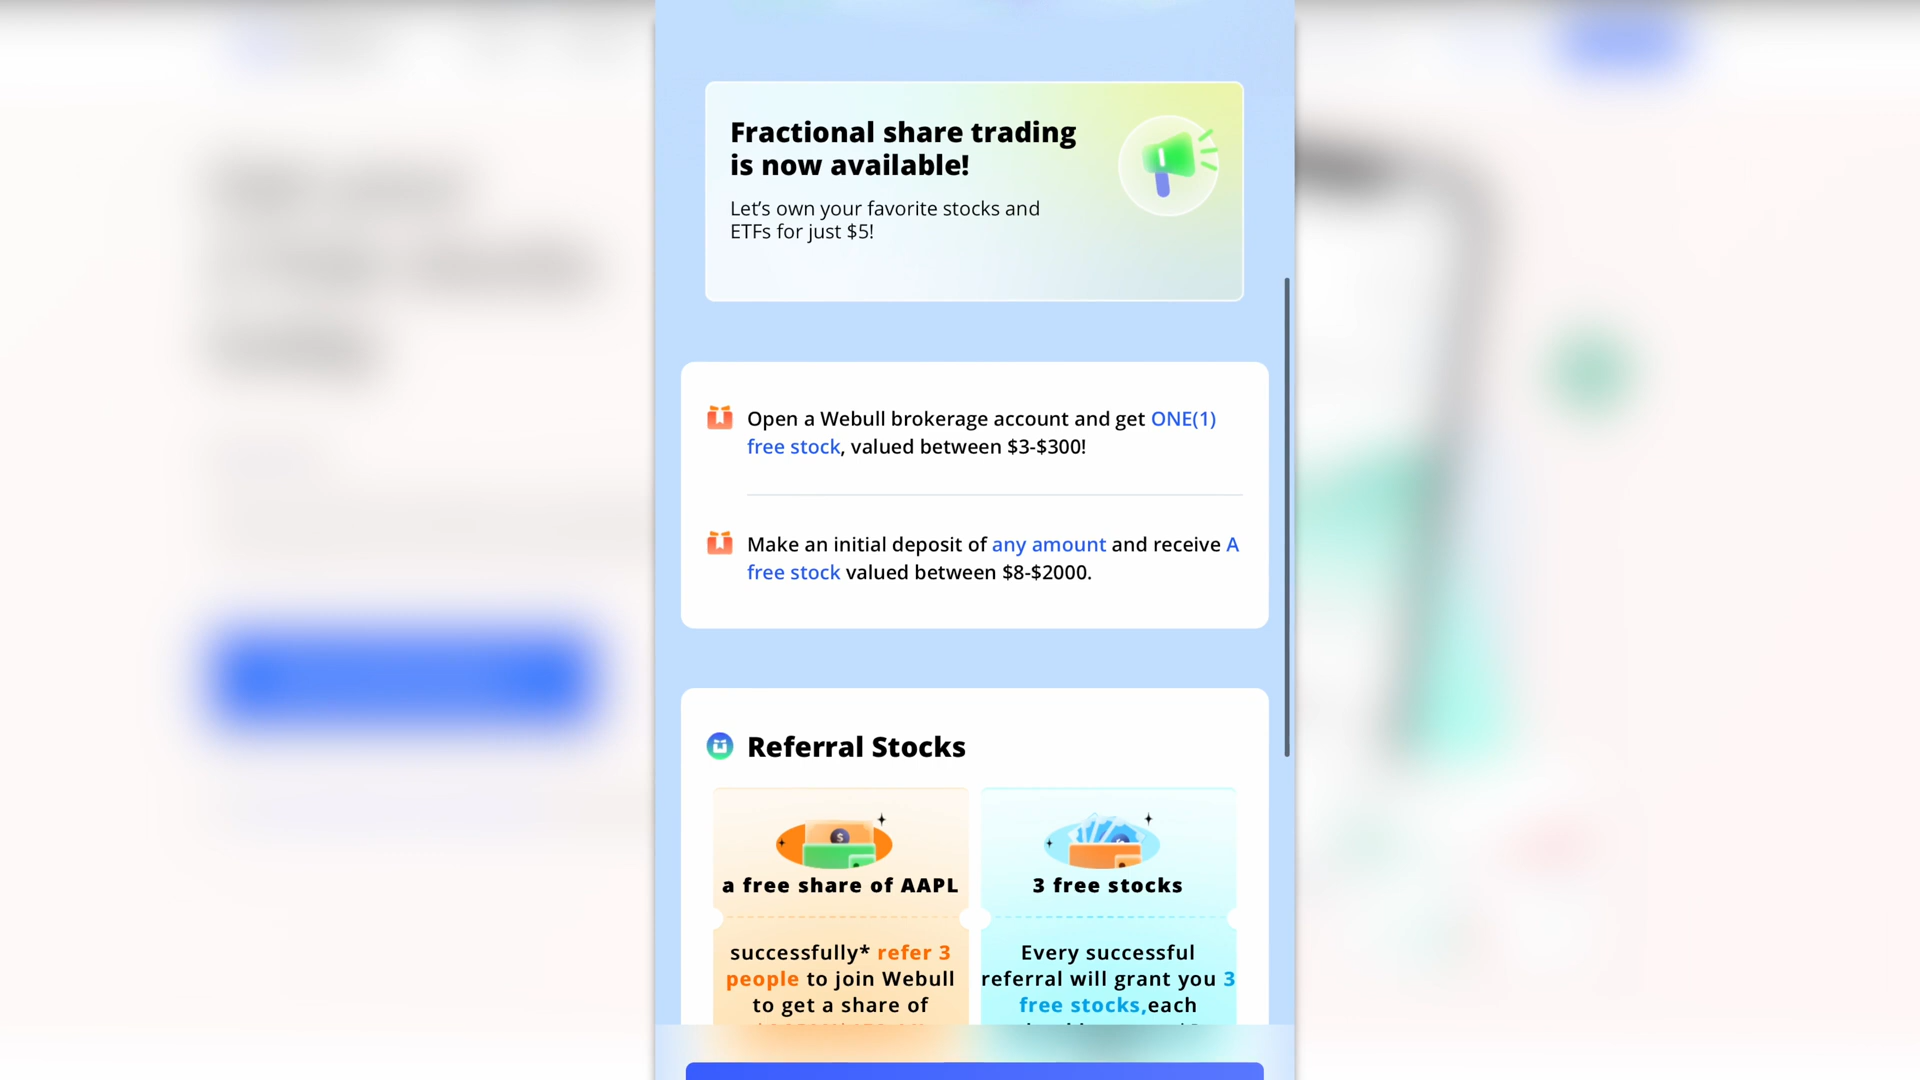 Fractional share trading
is now available!
Let's own your favorite stocks and
ETFs for just $5!
Open a Webull brokerage account and get ONE(1)
free stock, valued between $3-$300!
Make an initial deposit of any amount and receive A
free stock valued between $8-$2000.
Referral Stocks
a free share of AAPL
successfully* refer 3
people to join Webull
to get a share of
3 free stocks
Every successful
referral will grant you 3
free stocks,each